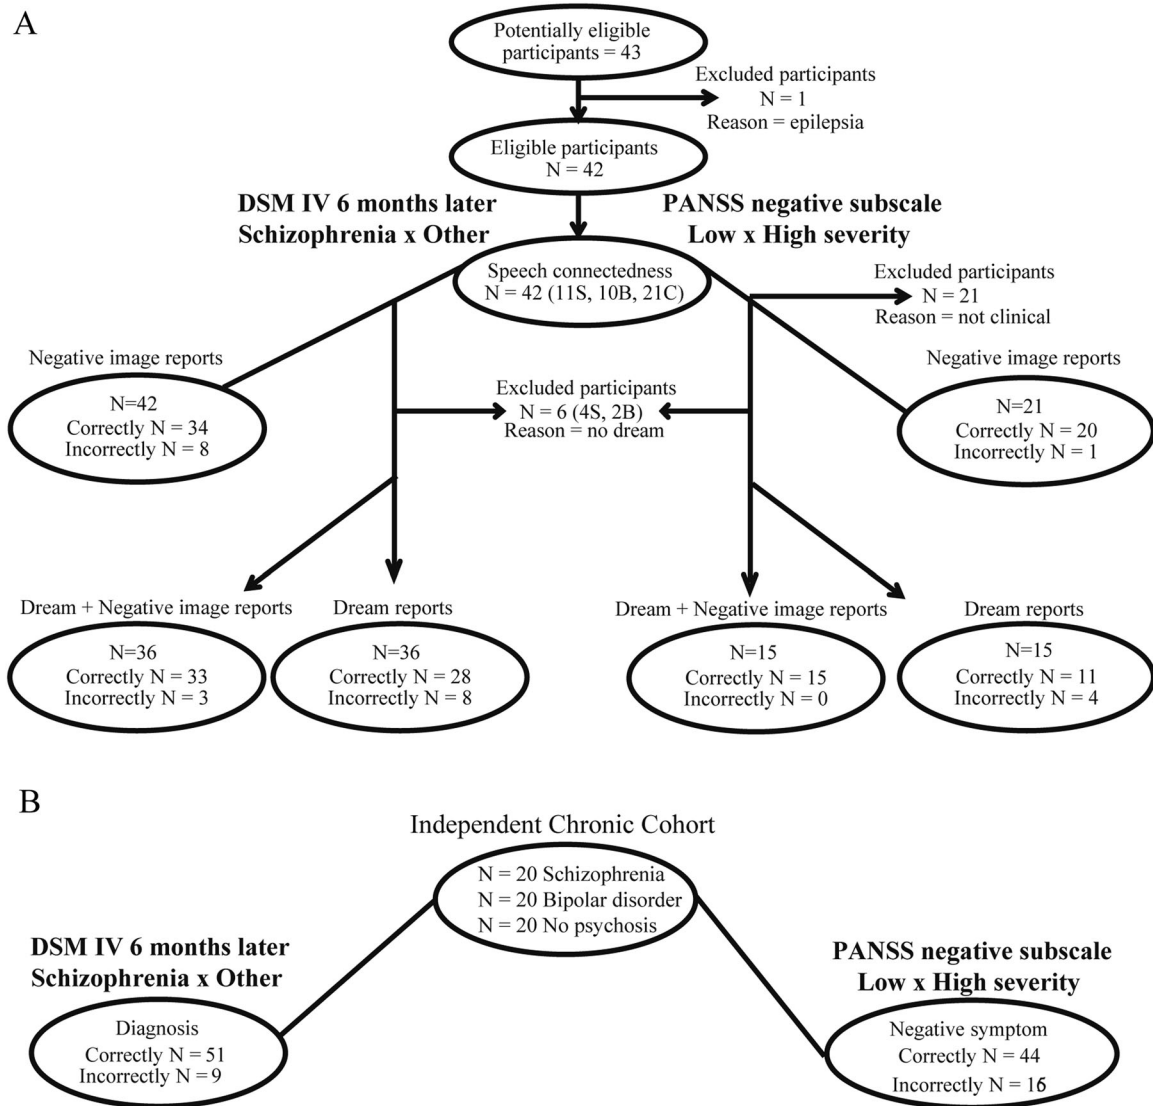 A
Potentially eligible
participants = 43
Excluded participants
N = 1
Reason = epilepsia
Eligible participants
N = 42
DSM IV 6 months later
Schizophrenia x Other
PANSS negative subscale
Low x High severity
Speech connectedness
N = 42 (11S, 10B, 21C)
Excluded participants
N = 21
Reason = not clinical
Negative image reports
N=42
Correctly N = 34
Incorrectly N = 8
Excluded participants
N = 6 (4S, 2B)
Reason = no dream
Negative image reports
N=21
Correctly N = 20
Incorrectly N = 1
Dream + Negative image reports
N=36
Correctly N = 33
Incorrectly N = 3
Dream reports
N=36
Correctly N = 28
Incorrectly N = 8
Dream + Negative image reports
N=15
Correctly N = 15
Incorrectly N = 0
Dream reports
N=15
Correctly N = 11
Incorrectly N = 4
B
Independent Chronic Cohort
N = 20 Schizophrenia
N = 20 Bipolar disorder
N = 20 No psychosis
DSM IV 6 months later
Schizophrenia x Other
Diagnosis
Correctly N = 51
Incorrectly N = 9
PANSS negative subscale
Low x High severity
Negative symptom
Correctly N = 44
Incorrectly N = 16